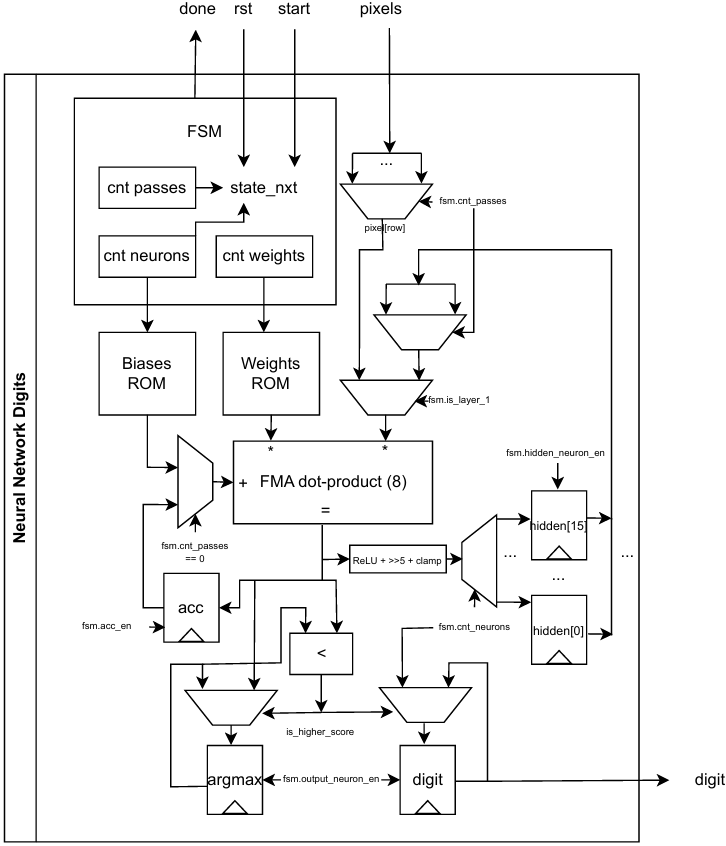 done rst start pixels
FSM
...
cnt passes
state_nxt
fsm.cnt_passes
pixel[row]
cnt neurons
cnt weights
Biases
ROM
Weights
ROM
fsm.is_layer_1
Neural Network Digits
* *
+ FMA dot-product (8)
=
fsm.hidden_neuron_en
hidden[15]
fsm.cnt_passes
== 0
ReLU + >>5 + clamp
...
...
...
acc
fsm.acc_en
fsm.cnt_neurons
hidden[0]
<
is_higher_score
argmax
fsm.output_neuron_en
digit
digit